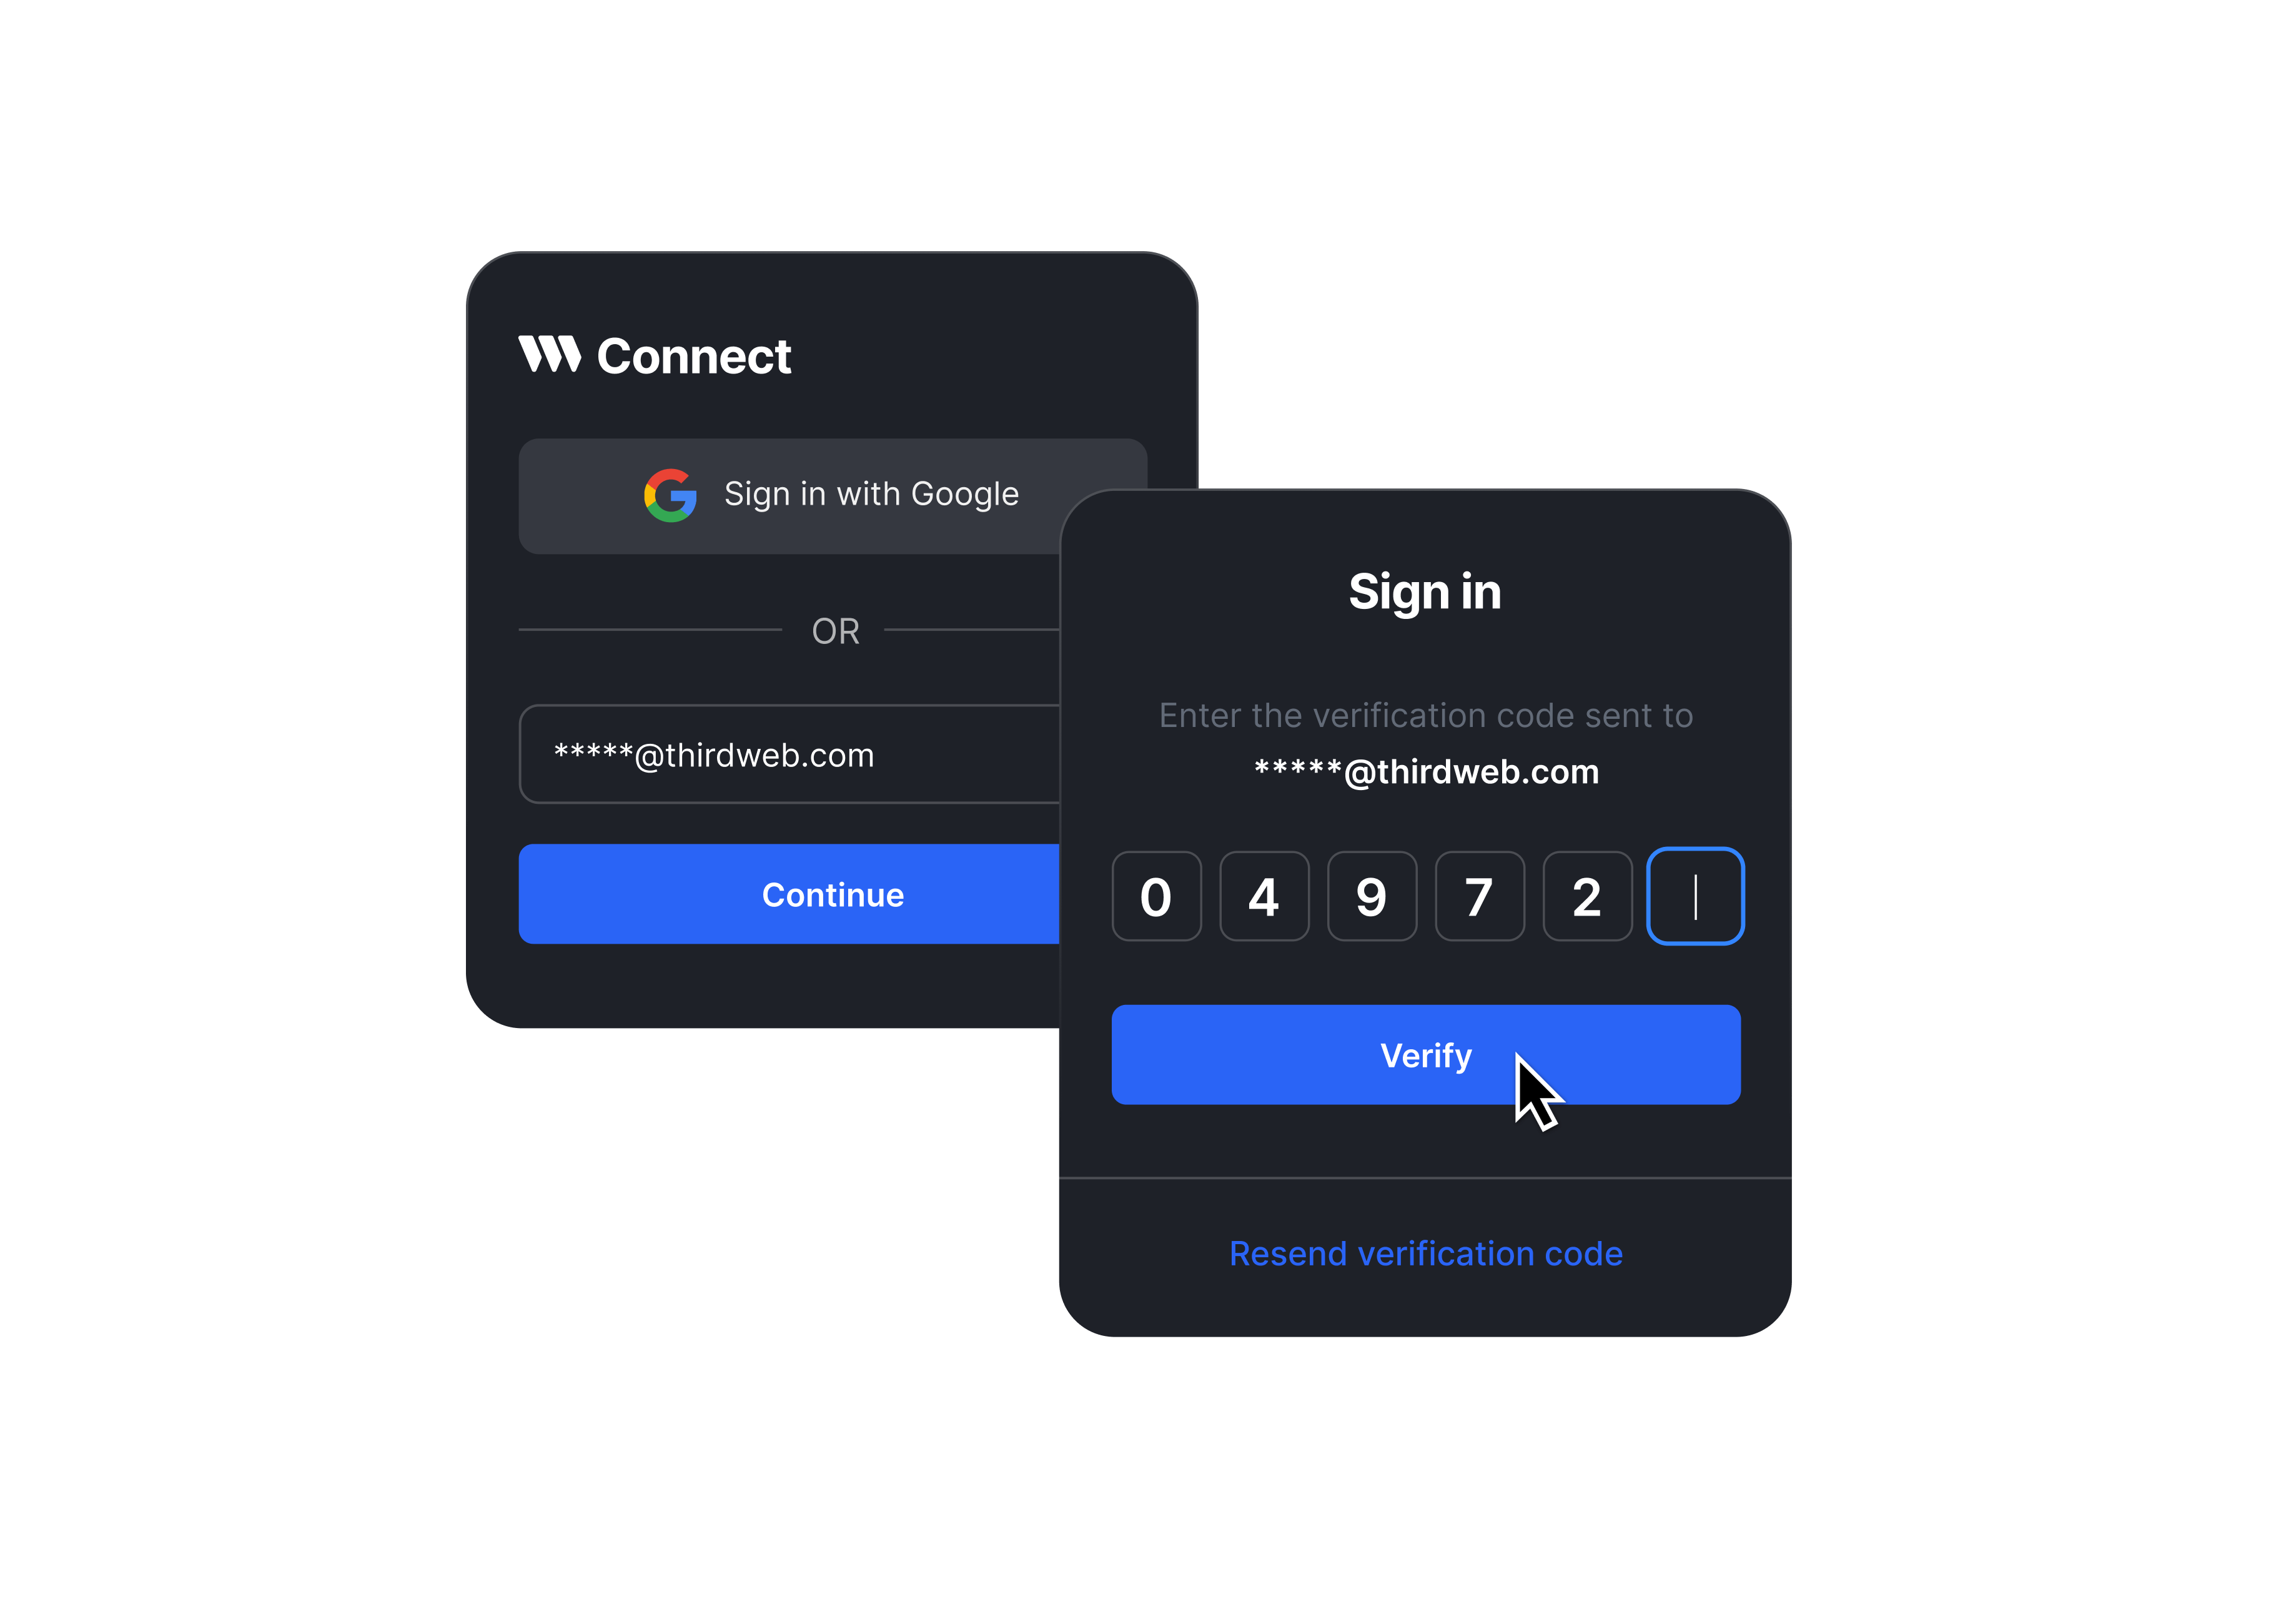 Connect
Sign in with Google
OR
*****@thirdweb.com
Continue
Sign in
Enter the verification code sent to
*****@thirdweb.com
0 4 9 7 2
Verify
Resend verification code